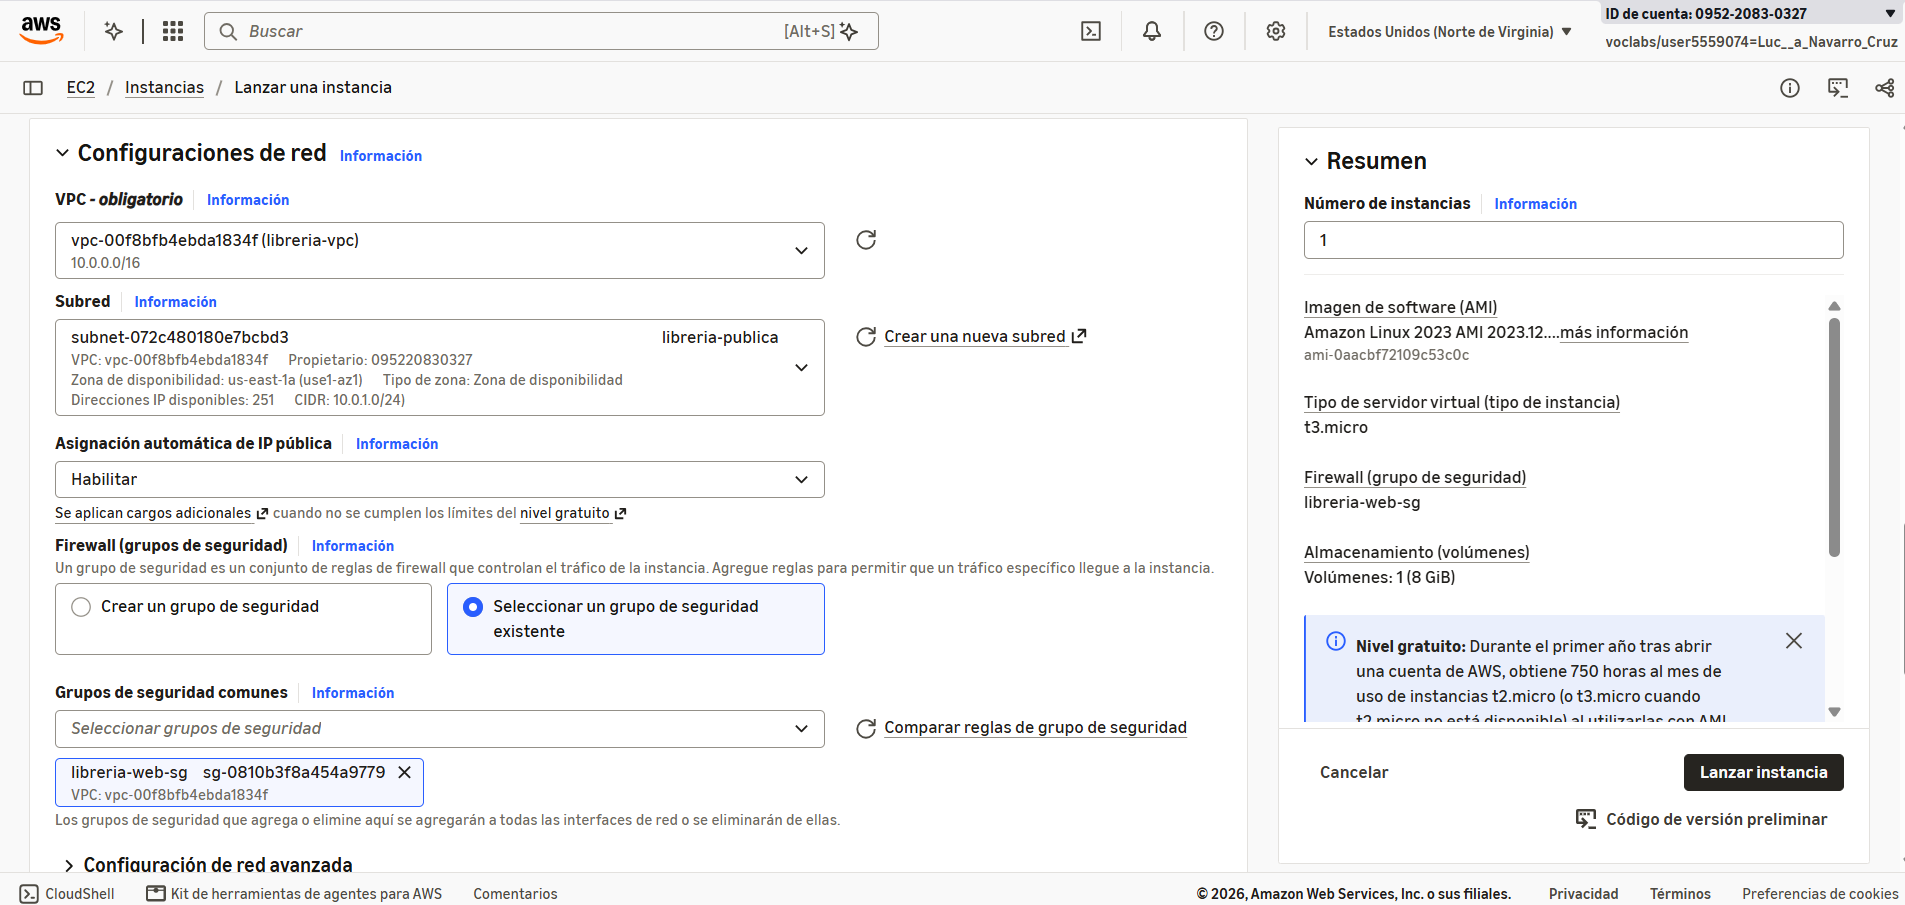 aws
Buscar
[Alt+S]
Estados Unidos (Norte de Virginia)
ID de cuenta: 0952-2083-0327
voclabs/user5559074=Luc__a_Navarro_Cruz
EC2 / Instancias / Lanzar una instancia
Configuraciones de red Información
VPC - obligatorio Información
vpc-00f8bfb4ebda1834f (libreria-vpc)
10.0.0.0/16
Subred Información
subnet-072c480180e7bcbd3 libreria-publica
VPC: vpc-00f8bfb4ebda1834f Propietario: 095220830327
Zona de disponibilidad: us-east-1a (use1-az1) Tipo de zona: Zona de disponibilidad
Direcciones IP disponibles: 251 CIDR: 10.0.1.0/24)
Crear una nueva subred
Asignación automática de IP pública Información
Habilitar
Se aplican cargos adicionales cuando no se cumplen los límites del nivel gratuito
Firewall (grupos de seguridad) Información
Un grupo de seguridad es un conjunto de reglas de firewall que controlan el tráfico de la instancia. Agregue reglas para permitir que un tráfico específico llegue a la instancia.
Crear un grupo de seguridad
Seleccionar un grupo de seguridad
existente
Grupos de seguridad comunes Información
Seleccionar grupos de seguridad
Comparar reglas de grupo de seguridad
libreria-web-sg sg-0810b3f8a454a9779
VPC: vpc-00f8bfb4ebda1834f
Los grupos de seguridad que agrega o elimine aquí se agregarán a todas las interfaces de red o se eliminarán de ellas.
Configuración de red avanzada
Resumen
Número de instancias Información
1
Imagen de software (AMI)
Amazon Linux 2023 AMI 2023.12....más información
ami-0aacbf72109c53c0c
Tipo de servidor virtual (tipo de instancia)
t3.micro
Firewall (grupo de seguridad)
libreria-web-sg
Almacenamiento (volúmenes)
Volúmenes: 1 (8 GiB)
Nivel gratuito: Durante el primer año tras abrir
una cuenta de AWS, obtiene 750 horas al mes de
uso de instancias t2.micro (o t3.micro cuando
t2.micro no está disponible) al utilizarlas con AMI
Cancelar
Lanzar instancia
Código de versión preliminar
CloudShell
Kit de herramientas de agentes para AWS
Comentarios
© 2026, Amazon Web Services, Inc. o sus filiales.
Privacidad
Términos
Preferencias de cookies